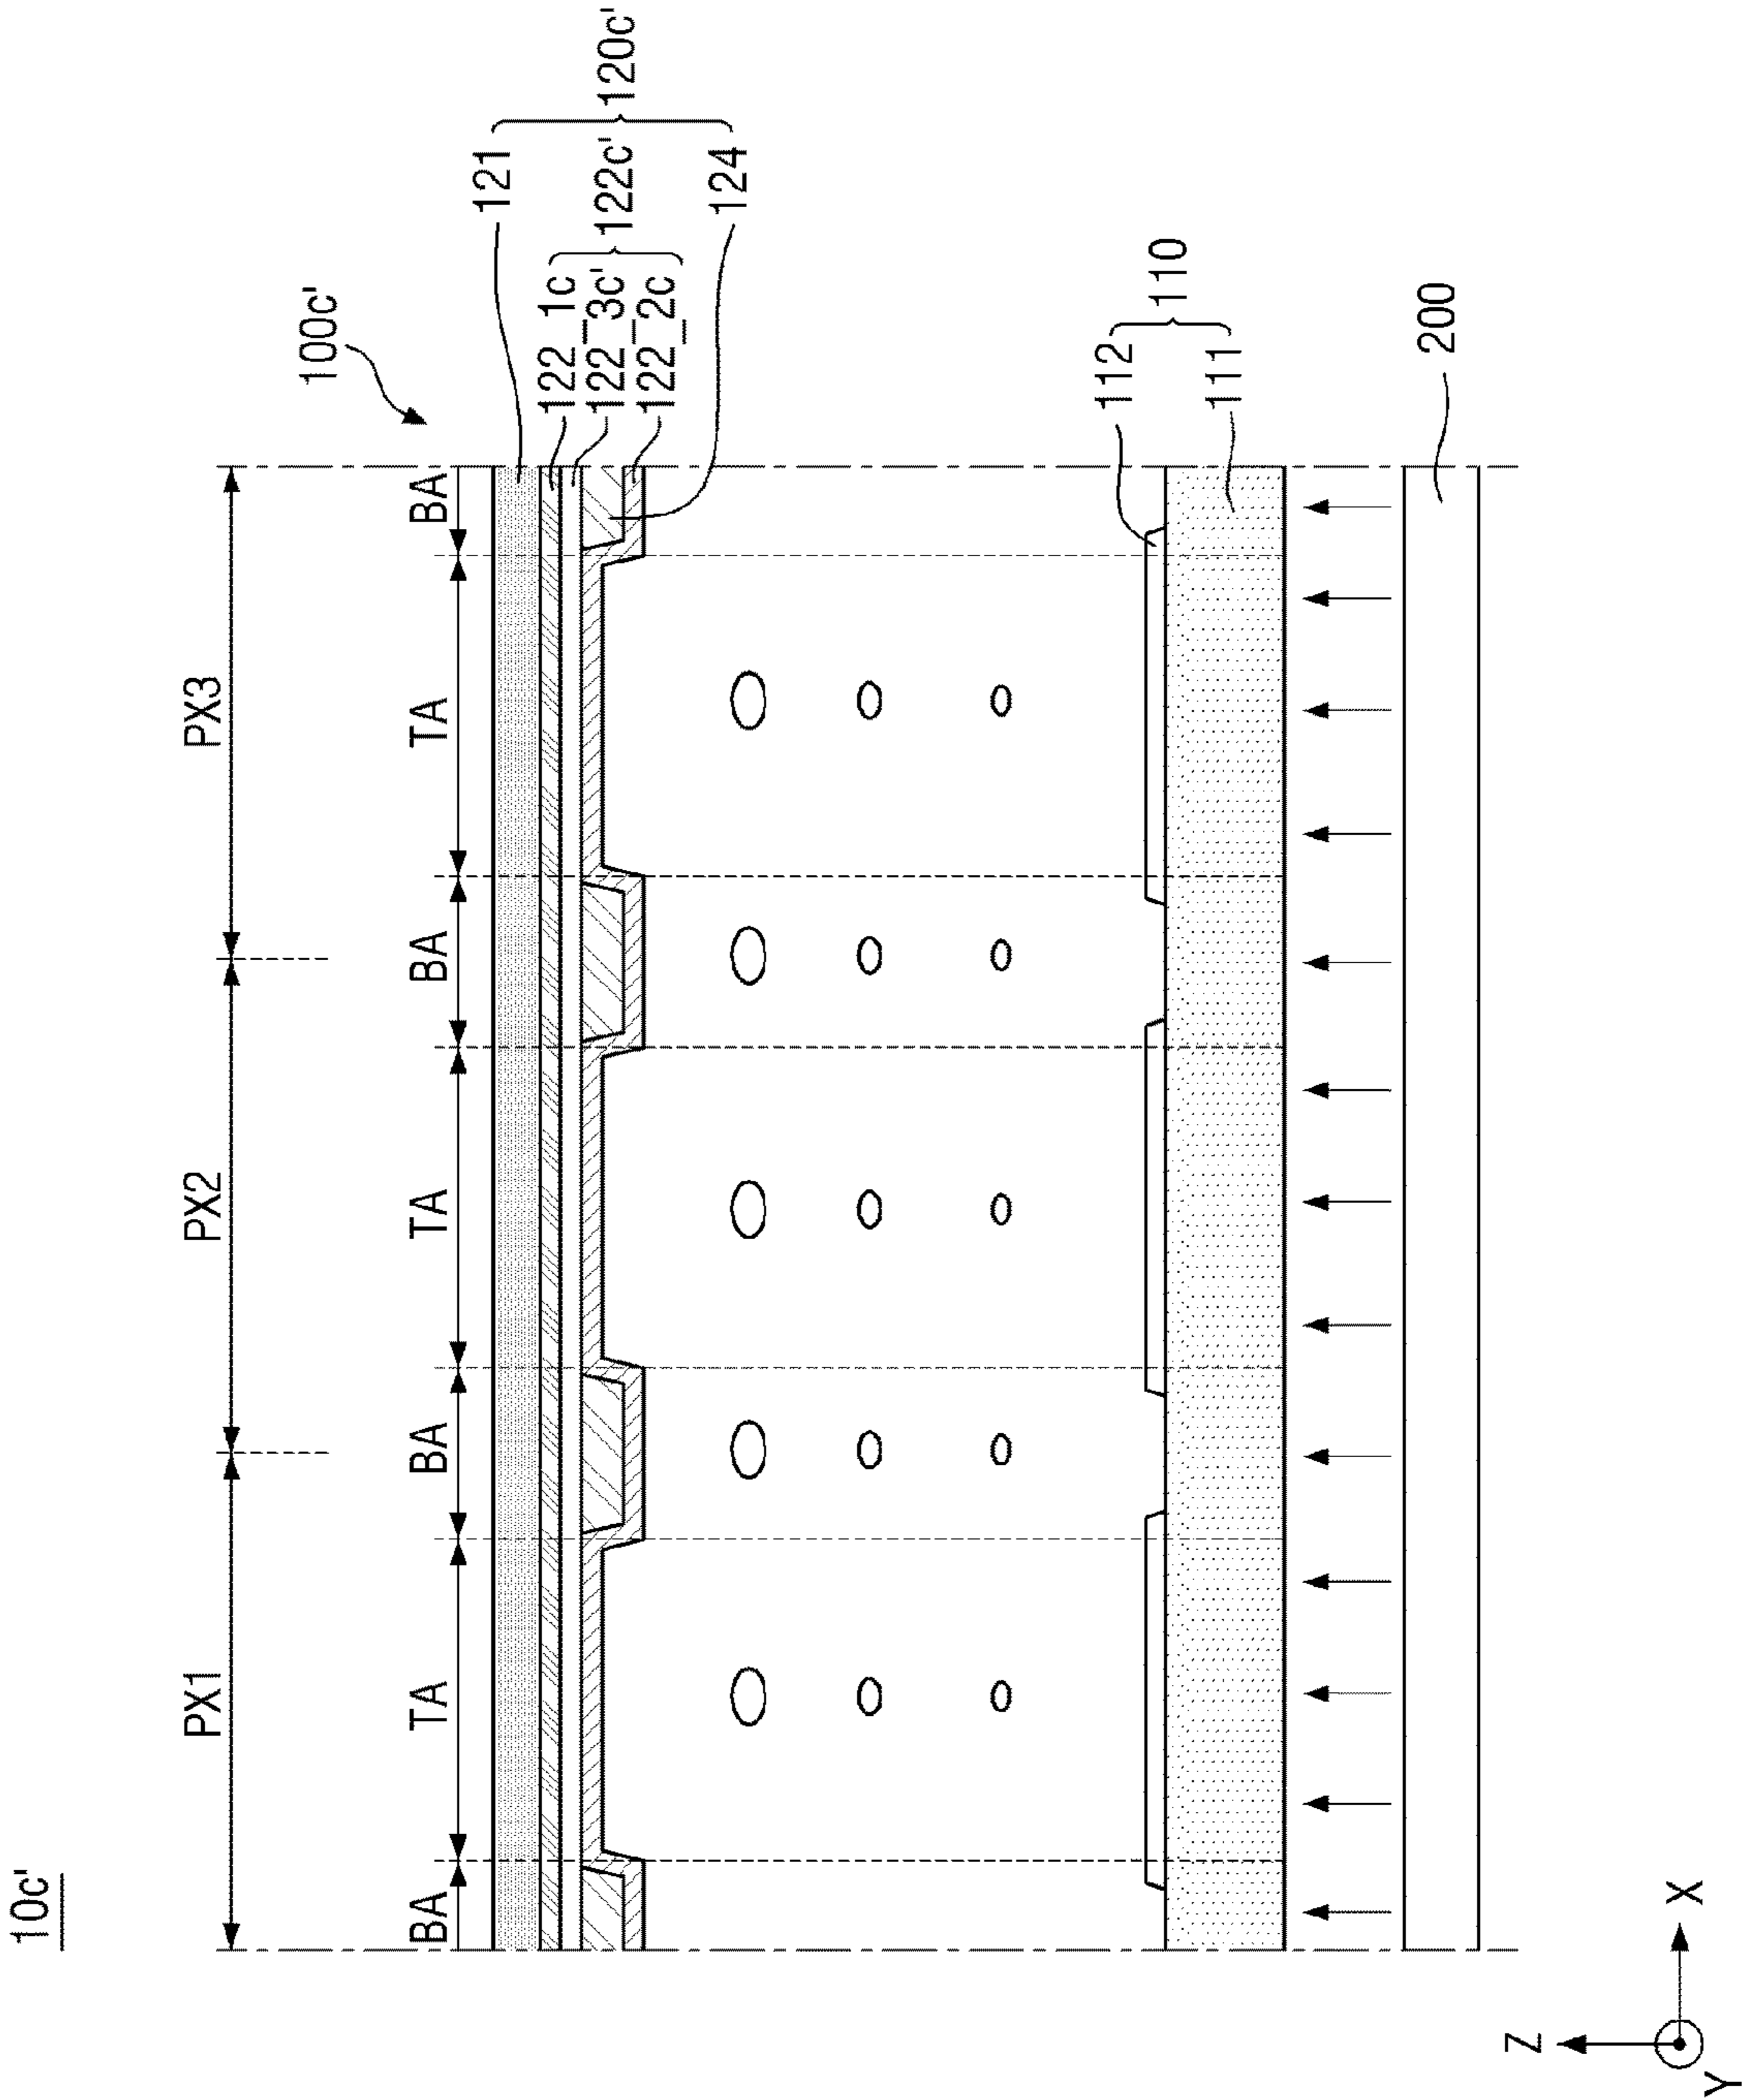 10c'
PX1 PX2 PX3
100c'
BA TA BA TA BA TA BA
121
122_1c
122_3c'
122_2c
122c'
120c'
124
112
110
111
200
Z
X
Y